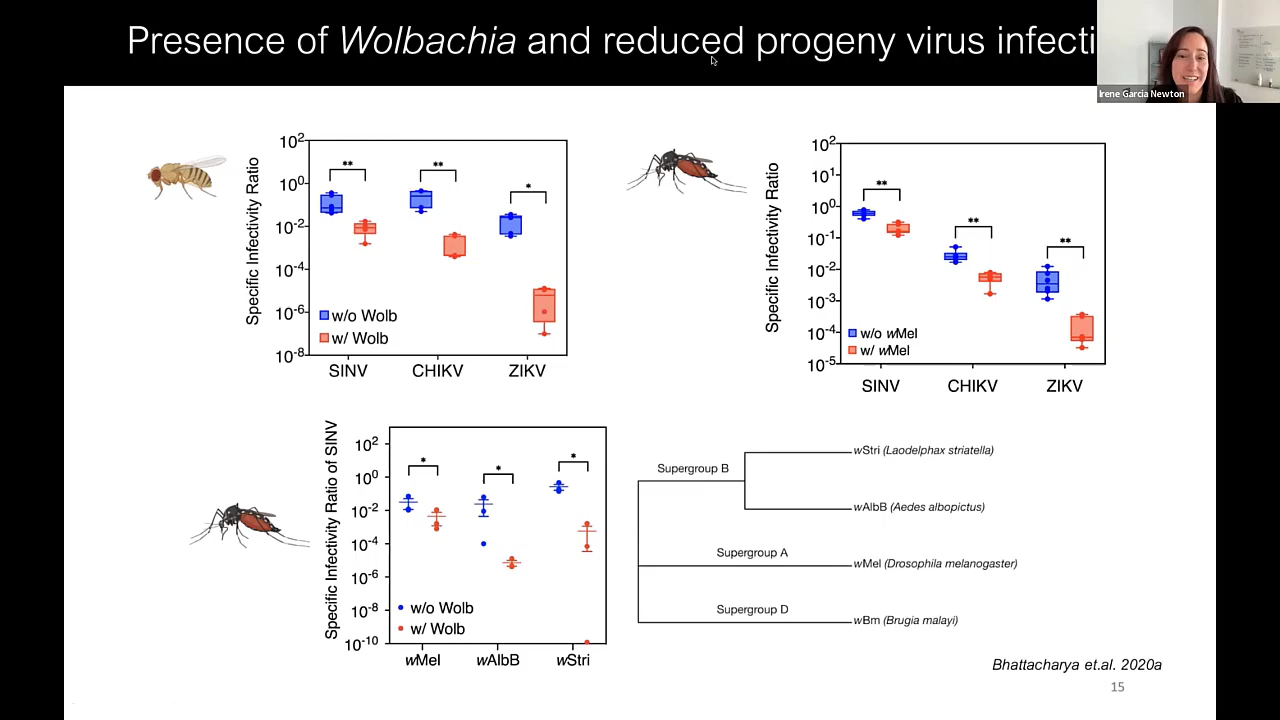 Presence of Wolbachia and reduced progeny virus infecti
Irene Garcia Newton
Specific Infectivity Ratio
10² 10⁰ 10⁻² 10⁻⁴ 10⁻⁶ 10⁻⁸
** ** *
w/o Wolb
w/ Wolb
SINV CHIKV ZIKV
Specific Infectivity Ratio
10² 10¹ 10⁰ 10⁻¹ 10⁻² 10⁻³ 10⁻⁴ 10⁻⁵
** ** **
w/o wMel
w/ wMel
SINV CHIKV ZIKV
Specific Infectivity Ratio of SINV
10² 10⁰ 10⁻² 10⁻⁴ 10⁻⁶ 10⁻⁸ 10⁻¹⁰
* * *
w/o Wolb
w/ Wolb
wMel wAlbB wStri
Supergroup B
wStri (Laodelphax striatella)
wAlbB (Aedes albopictus)
Supergroup A
wMel (Drosophila melanogaster)
Supergroup D
wBm (Brugia malayi)
Bhattacharya et.al. 2020a
15